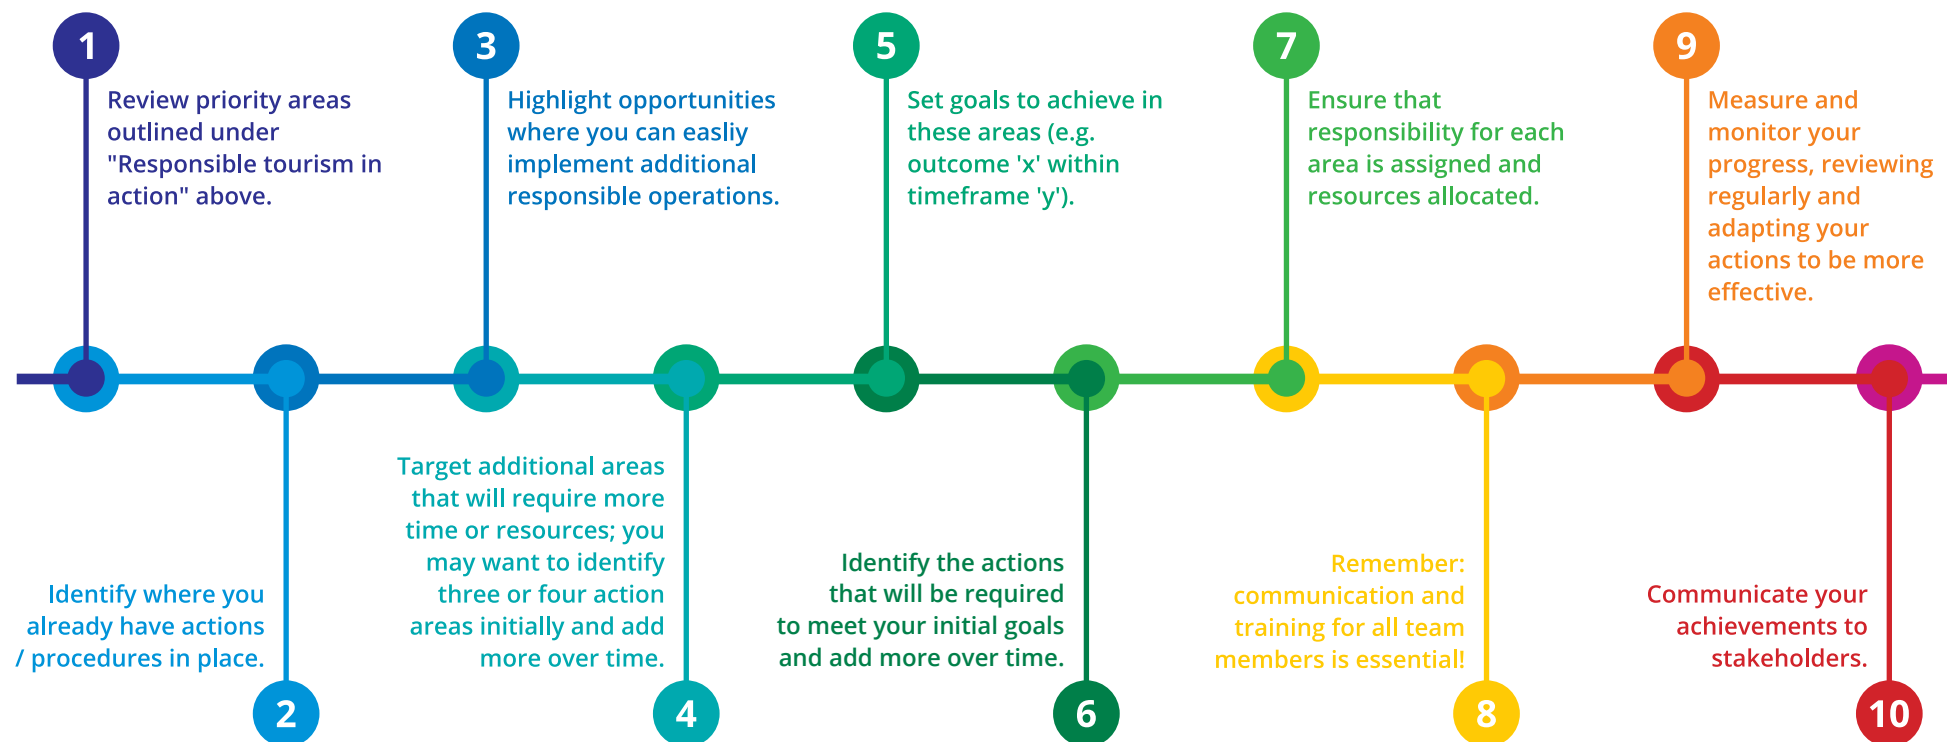 1
Review priority areas
outlined under
"Responsible tourism in
action" above.
2
Identify where you
already have actions
/ procedures in place.
3
Highlight opportunities
where you can easliy
implement additional
responsible operations.
4
Target additional areas
that will require more
time or resources; you
may want to identify
three or four action
areas initially and add
more over time.
5
Set goals to achieve in
these areas (e.g.
outcome 'x' within
timeframe 'y').
6
Identify the actions
that will be required
to meet your initial goals
and add more over time.
7
Ensure that
responsibility for each
area is assigned and
resources allocated.
8
Remember:
communication and
training for all team
members is essential!
9
Measure and
monitor your
progress, reviewing
regularly and
adapting your
actions to be more
effective.
10
Communicate your
achievements to
stakeholders.